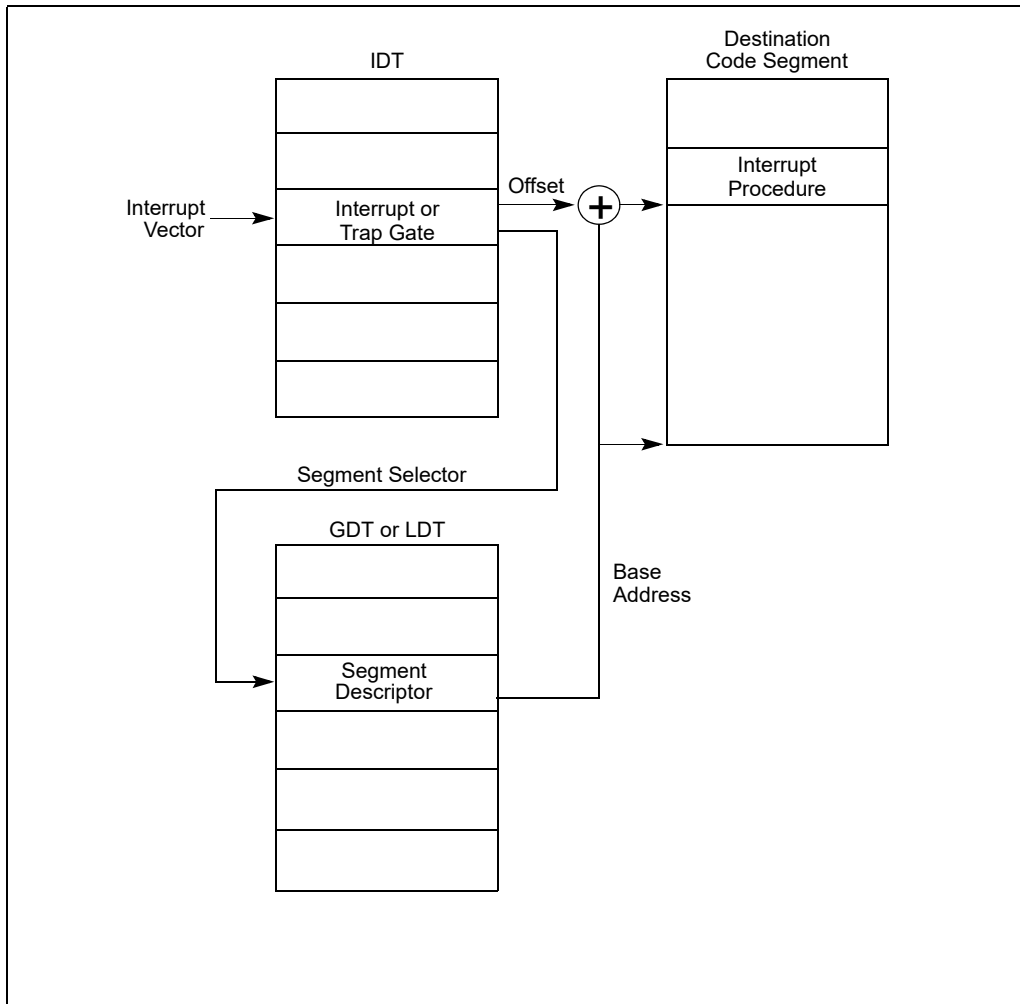 IDT
Destination
Code Segment
Interrupt
Vector
Interrupt or
Trap Gate
Offset
+
Interrupt
Procedure
Segment Selector
GDT or LDT
Base
Address
Segment
Descriptor